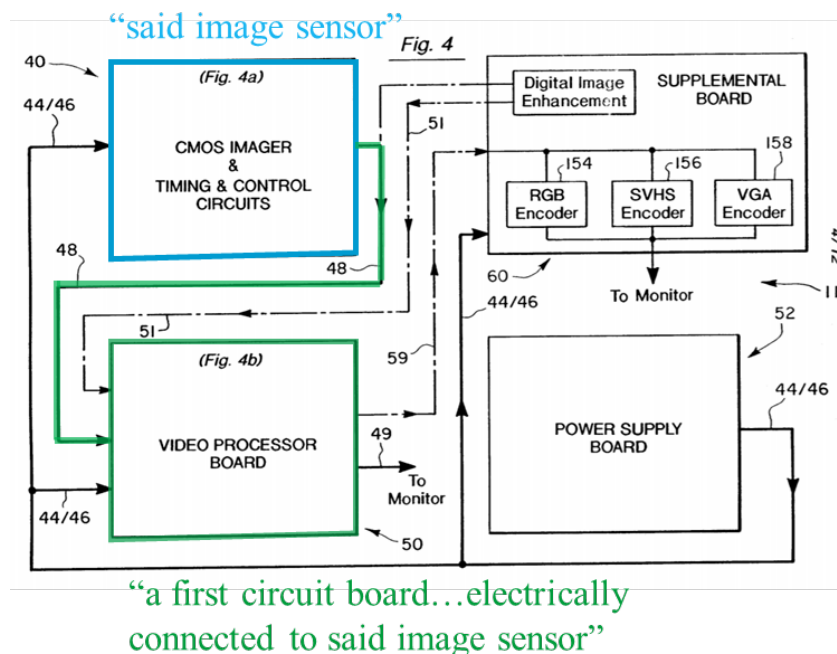 “said image sensor”
Fig. 4
40
(Fig. 4a)
44/46
CMOS IMAGER
&
TIMING & CONTROL
CIRCUITS
Digital Image
Enhancement
SUPPLEMENTAL
BOARD
51
154
156
158
RGB
Encoder
SVHS
Encoder
VGA
Encoder
48
48
60
To Monitor
44/46
51
(Fig. 4b)
59
52
VIDEO PROCESSOR
BOARD
49
To
Monitor
44/46
50
POWER SUPPLY
BOARD
44/46
“a first circuit board…electrically
connected to said image sensor”